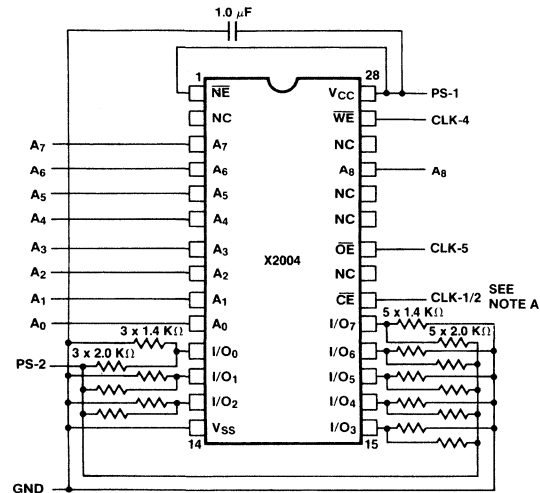 1.0 µF
1 28
NE VCC PS-1
NC WE CLK-4
A7 A7 NC
A6 A6 A8 A8
A5 A5 NC
A4 A4 NC
A3 A3 OE CLK-5
X2004
A2 A2 NC
A1 A1 CE CLK-1/2 SEE
NOTE A
A0 A0 I/O7 5 x 1.4 KΩ
3 x 1.4 KΩ 5 x 2.0 KΩ
I/O0 I/O6
3 x 2.0 KΩ
PS-2
I/O1 I/O5
I/O2 I/O4
VSS I/O3
14 15
GND